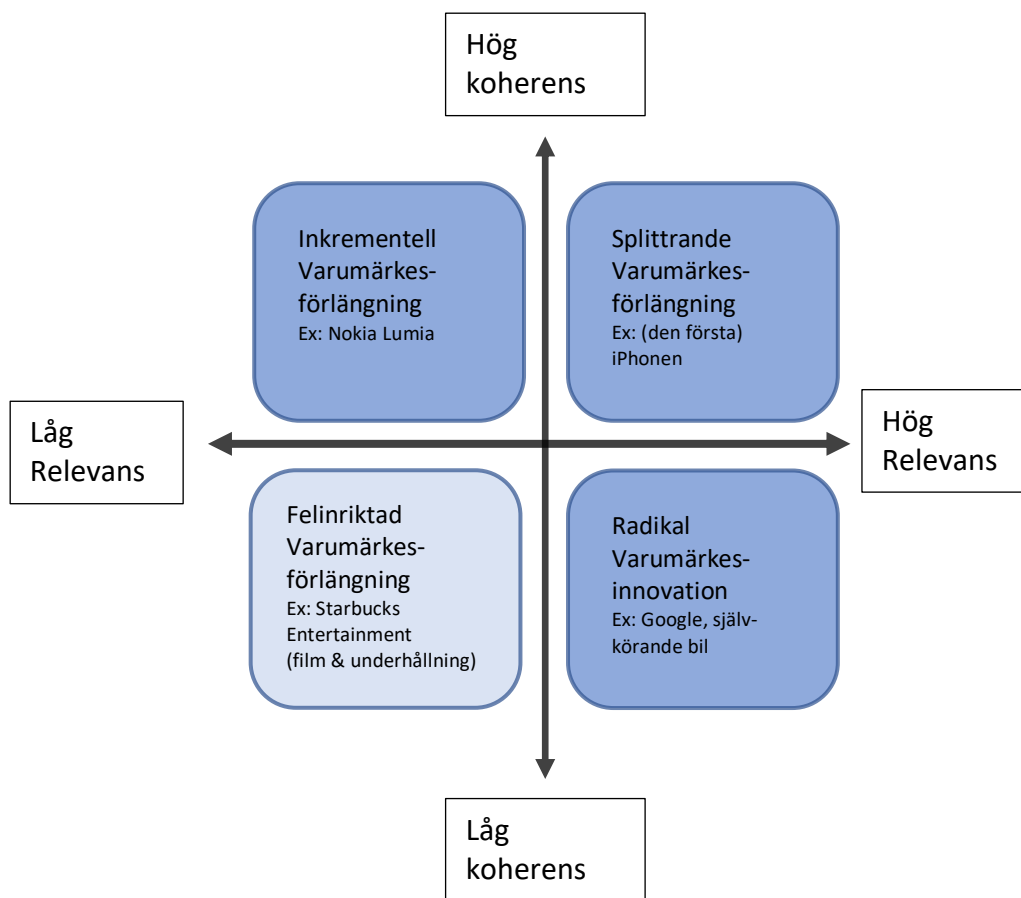 Hög
koherens
Inkrementell
Varumärkes-
förlängning
Ex: Nokia Lumia
Splittrande
Varumärkes-
förlängning
Ex: (den första)
iPhonen
Låg
Relevans
Hög
Relevans
Felinriktad
Varumärkes-
förlängning
Ex: Starbucks
Entertainment
(film & underhållning)
Radikal
Varumärkes-
innovation
Ex: Google, själv-
körande bil
Låg
koherens